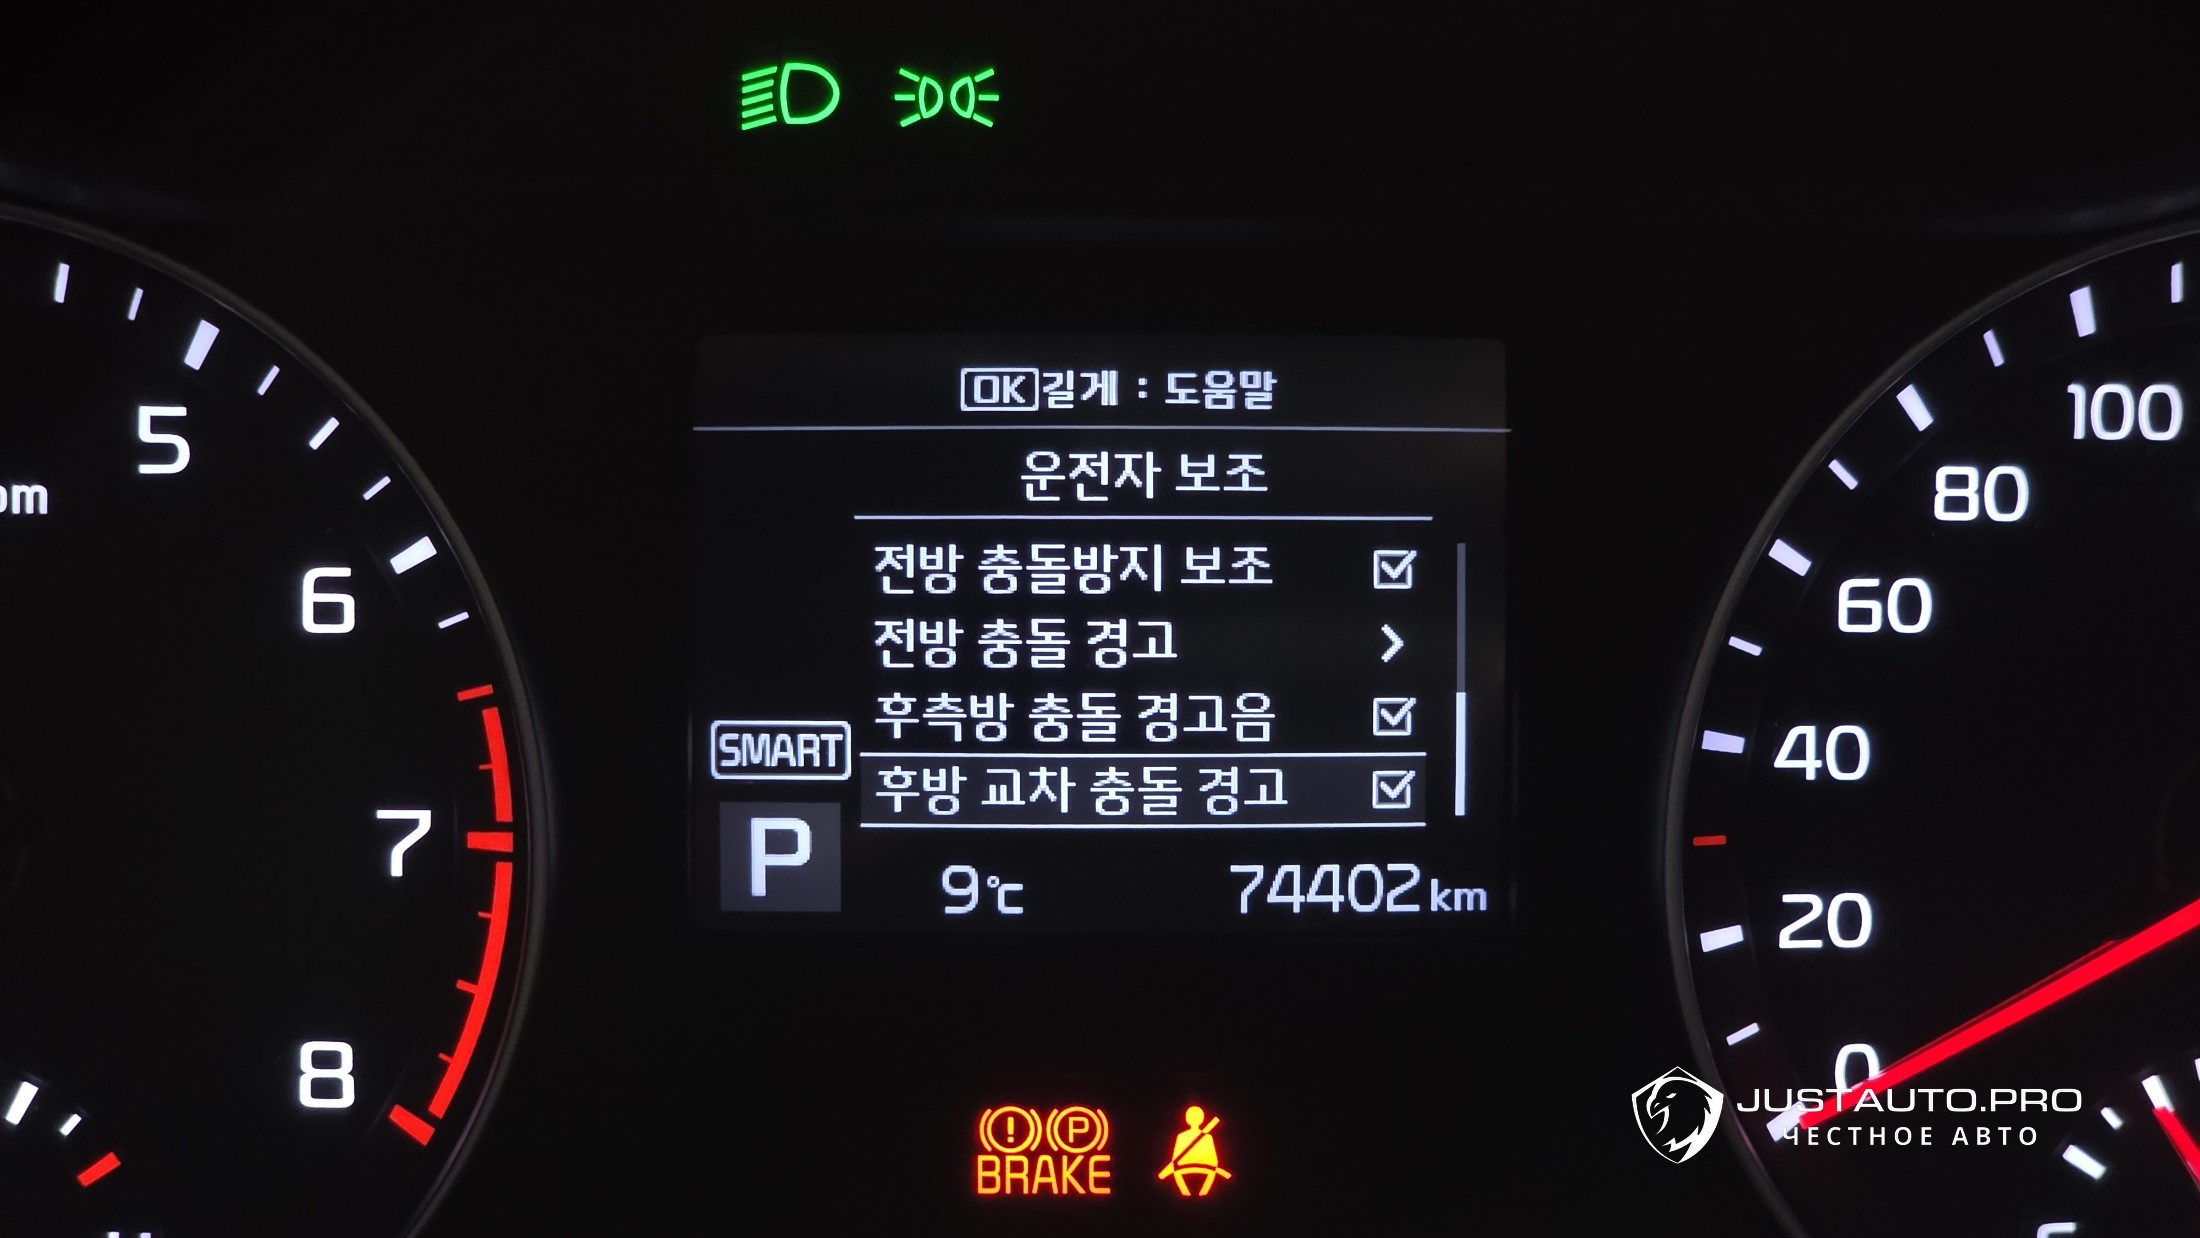 OK길게 : 도움말
운전자 보조
전방 충돌방지 보조
전방 충돌 경고
후측방 충돌 경고음
SMART
후방 교차 충돌 경고
P
9℃
74402km
5
6
7
8
100
80
60
40
20
0
BRAKE
P
JUSTAUTO.PRO
ЧЕСТНОЕ АВТО